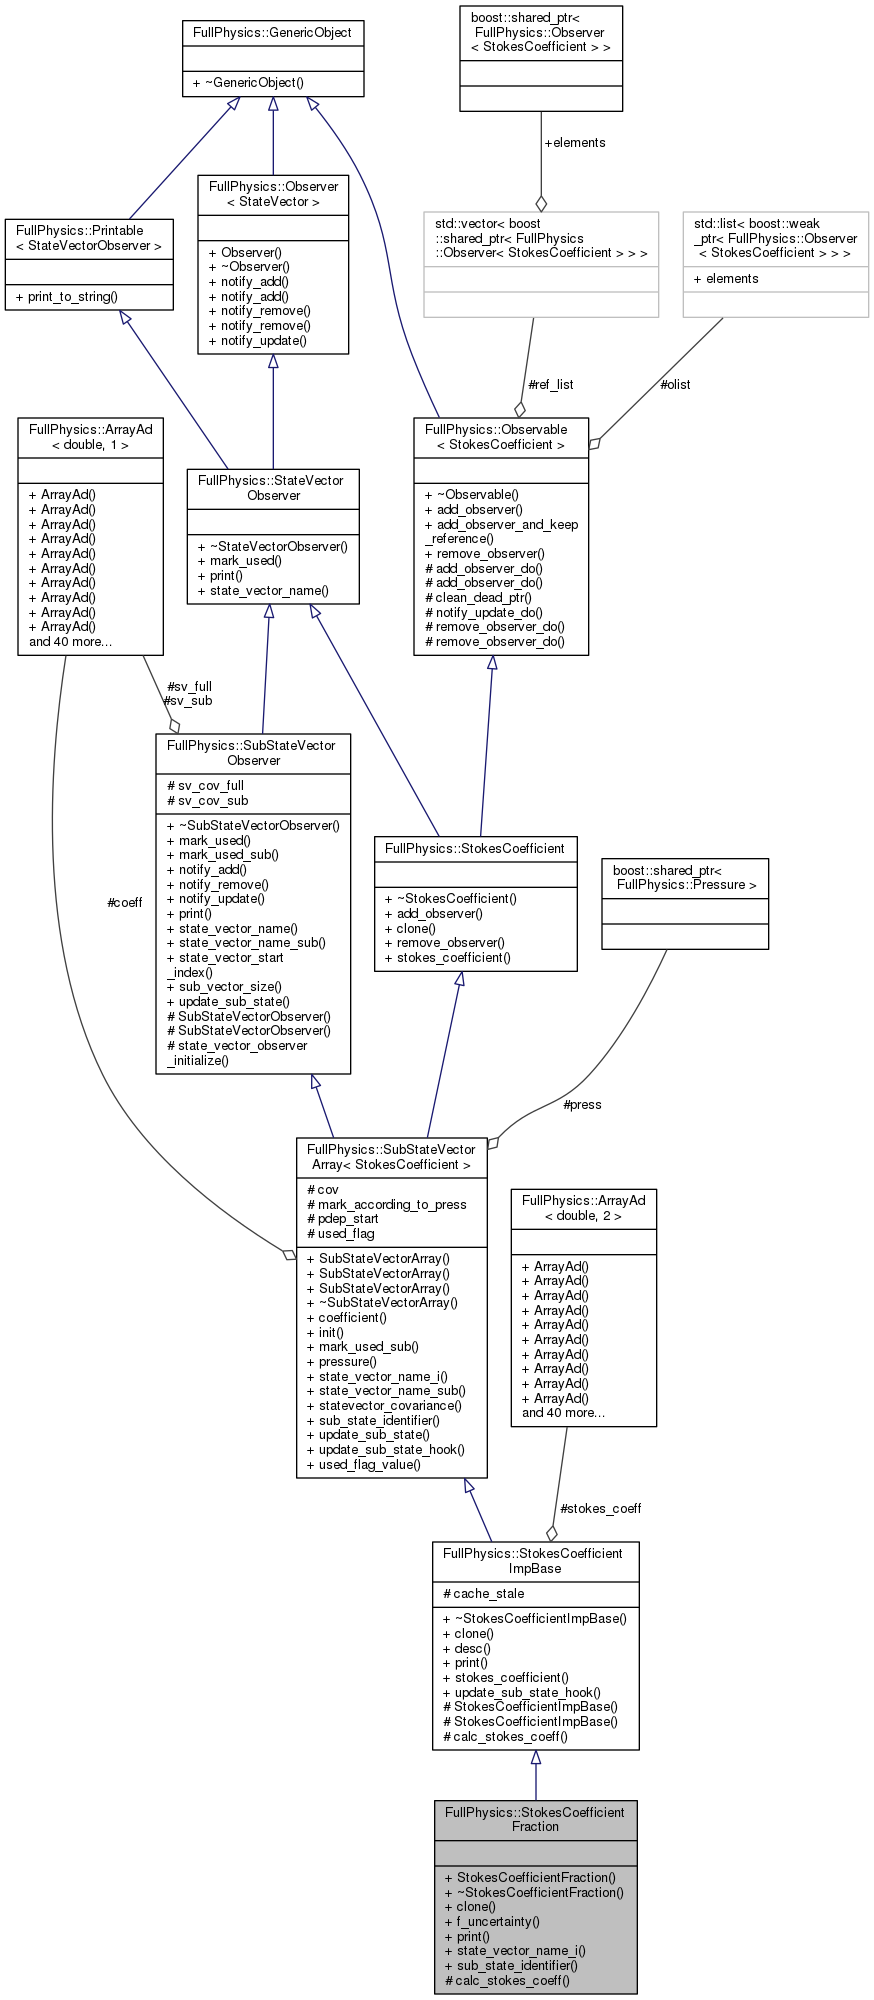 FullPhysics::GenericObject
+ ~GenericObject()
boost::shared_ptr<
FullPhysics::Observer
< StokesCoefficient > >
+elements
FullPhysics::Observer
< StateVector >
+ Observer()
+ ~Observer()
+ notify_add()
+ notify_add()
+ notify_remove()
+ notify_remove()
+ notify_update()
FullPhysics::Printable
< StateVectorObserver >
+ print_to_string()
std::vector< boost
::shared_ptr< FullPhysics
::Observer< StokesCoefficient > > >
std::list< boost::weak
_ptr< FullPhysics::Observer
< StokesCoefficient > > >
+ elements
#ref_list
#olist
FullPhysics::ArrayAd
< double, 1 >
+ ArrayAd()
+ ArrayAd()
+ ArrayAd()
+ ArrayAd()
+ ArrayAd()
+ ArrayAd()
+ ArrayAd()
+ ArrayAd()
+ ArrayAd()
+ ArrayAd()
and 40 more...
FullPhysics::StateVector
Observer
+ ~StateVectorObserver()
+ mark_used()
+ print()
+ state_vector_name()
FullPhysics::Observable
< StokesCoefficient >
+ ~Observable()
+ add_observer()
+ add_observer_and_keep
_reference()
+ remove_observer()
# add_observer_do()
# add_observer_do()
# clean_dead_ptr()
# notify_update_do()
# remove_observer_do()
# remove_observer_do()
#sv_full
#sv_sub
FullPhysics::SubStateVector
Observer
# sv_cov_full
# sv_cov_sub
+ ~SubStateVectorObserver()
+ mark_used()
+ mark_used_sub()
+ notify_add()
+ notify_remove()
+ notify_update()
+ print()
+ state_vector_name()
+ state_vector_name_sub()
+ state_vector_start
_index()
+ sub_vector_size()
+ update_sub_state()
# SubStateVectorObserver()
# SubStateVectorObserver()
# state_vector_observer
_initialize()
FullPhysics::StokesCoefficient
+ ~StokesCoefficient()
+ add_observer()
+ clone()
+ remove_observer()
+ stokes_coefficient()
boost::shared_ptr<
FullPhysics::Pressure >
#coeff
#press
FullPhysics::SubStateVector
Array< StokesCoefficient >
# cov
# mark_according_to_press
# pdep_start
# used_flag
+ SubStateVectorArray()
+ SubStateVectorArray()
+ SubStateVectorArray()
+ ~SubStateVectorArray()
+ coefficient()
+ init()
+ mark_used_sub()
+ pressure()
+ state_vector_name_i()
+ state_vector_name_sub()
+ statevector_covariance()
+ sub_state_identifier()
+ update_sub_state()
+ update_sub_state_hook()
+ used_flag_value()
FullPhysics::ArrayAd
< double, 2 >
+ ArrayAd()
+ ArrayAd()
+ ArrayAd()
+ ArrayAd()
+ ArrayAd()
+ ArrayAd()
+ ArrayAd()
+ ArrayAd()
+ ArrayAd()
+ ArrayAd()
and 40 more...
#stokes_coeff
FullPhysics::StokesCoefficient
ImpBase
# cache_stale
+ ~StokesCoefficientImpBase()
+ clone()
+ desc()
+ print()
+ stokes_coefficient()
+ update_sub_state_hook()
# StokesCoefficientImpBase()
# StokesCoefficientImpBase()
# calc_stokes_coeff()
FullPhysics::StokesCoefficient
Fraction
+ StokesCoefficientFraction()
+ ~StokesCoefficientFraction()
+ clone()
+ f_uncertainty()
+ print()
+ state_vector_name_i()
+ sub_state_identifier()
# calc_stokes_coeff()